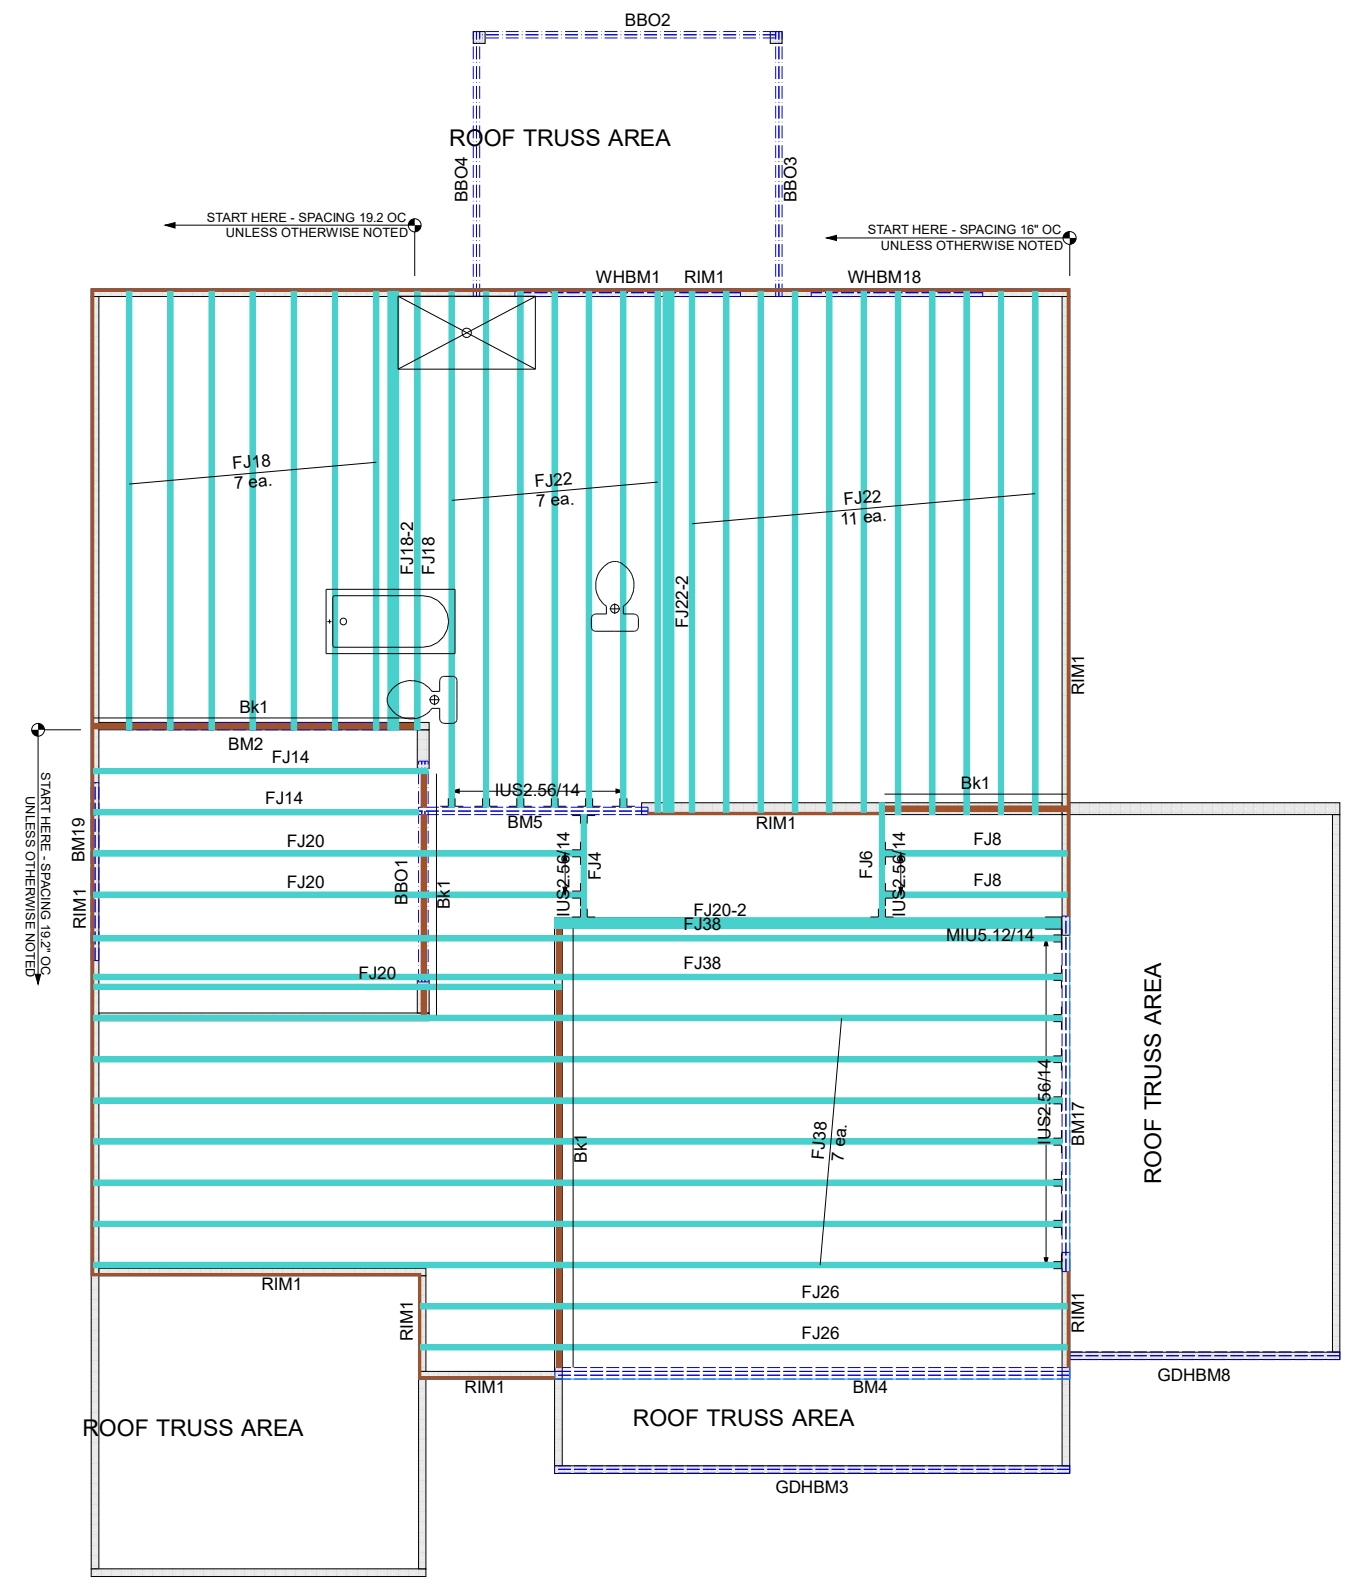 BBO2
ROOF TRUSS AREA
BBO4
BBO3
START HERE - SPACING 19.2 OC
UNLESS OTHERWISE NOTED
START HERE - SPACING 16" OC
UNLESS OTHERWISE NOTED
WHBM1
RIM1
WHBM18
FJ18
7 ea.
FJ22
7 ea.
FJ22
11 ea.
FJ18-2
FJ18
FJ22-2
RIM1
Bk1
BM2
FJ14
IUS2.56/14
Bk1
FJ14
BM5
RIM1
START HERE - SPACING 19.2" OC
UNLESS OTHERWISE NOTED
BM19
FJ20
IUS2.56/14
FJ4
FJ6
IUS2.56/14
FJ8
BBO1
Bk1
FJ20
FJ8
RIM1
FJ20-2
FJ38
MIU5.12/14
FJ20
FJ38
ROOF TRUSS AREA
IUS2.56/14
BM17
Bk1
FJ38
7 ea.
RIM1
RIM1
FJ26
RIM1
FJ26
RIM1
BM4
GDHBM8
ROOF TRUSS AREA
ROOF TRUSS AREA
GDHBM3